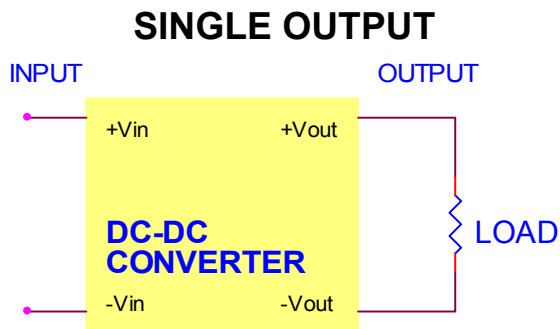 SINGLE OUTPUT
INPUT
OUTPUT
+Vin
+Vout
DC-DC
CONVERTER
LOAD
-Vin
-Vout